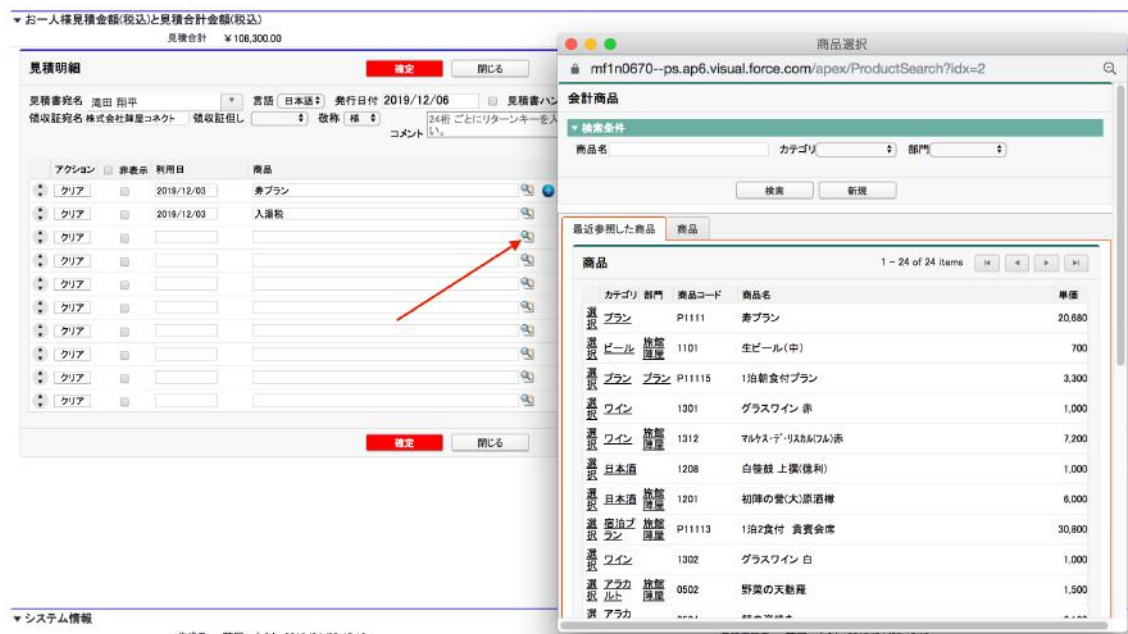 ▼お一人様見積金額(税込)と見積合計金額(税込)
見積合計 ￥108,300.00
見積明細 確定 閉じる
見積書宛名 滝田 翔平 言語 日本語 発行日付 2019/12/06 見積書ハン
領収証宛名 株式会社陣屋コネクト 領収証但し 敬称 様 コメント 24桁 ごとにリターンキーを入
い。
アクション 非表示 利用日 商品
クリア 2019/12/03 寿プラン
クリア 2019/12/03 入湯税
クリア
クリア
クリア
クリア
クリア
クリア
クリア
クリア
確定 閉じる
▼システム情報
商品選択
mf1n0670--ps.ap6.visual.force.com/apex/ProductSearch?idx=2
会計商品
▼検索条件
商品名 カテゴリ 部門
検索 新規
最近参照した商品 商品
商品 1 - 24 of 24 items
カテゴリ 部門 商品コード 商品名 単価
選択 プラン P1111 寿プラン 20,680
選択 ビール 旅館陣屋 1101 生ビール(中) 700
選択 プラン プラン P11115 1泊朝食付プラン 3,300
選択 ワイン 1301 グラスワイン 赤 1,000
選択 ワイン 旅館陣屋 1312 マルケス・デ・リスカル(フル)赤 7,200
選択 日本酒 1208 白笹鼓 上撰(徳利) 1,000
選択 日本酒 旅館陣屋 1201 初陣の誉(大)原酒樽 6,000
選択 宿泊プラン 旅館陣屋 P11113 1泊2食付 貴賓会席 30,800
選択 ワイン 1302 グラスワイン 白 1,000
選択 アラカルト 旅館陣屋 0502 野菜の天麩羅 1,500
選 アラカ